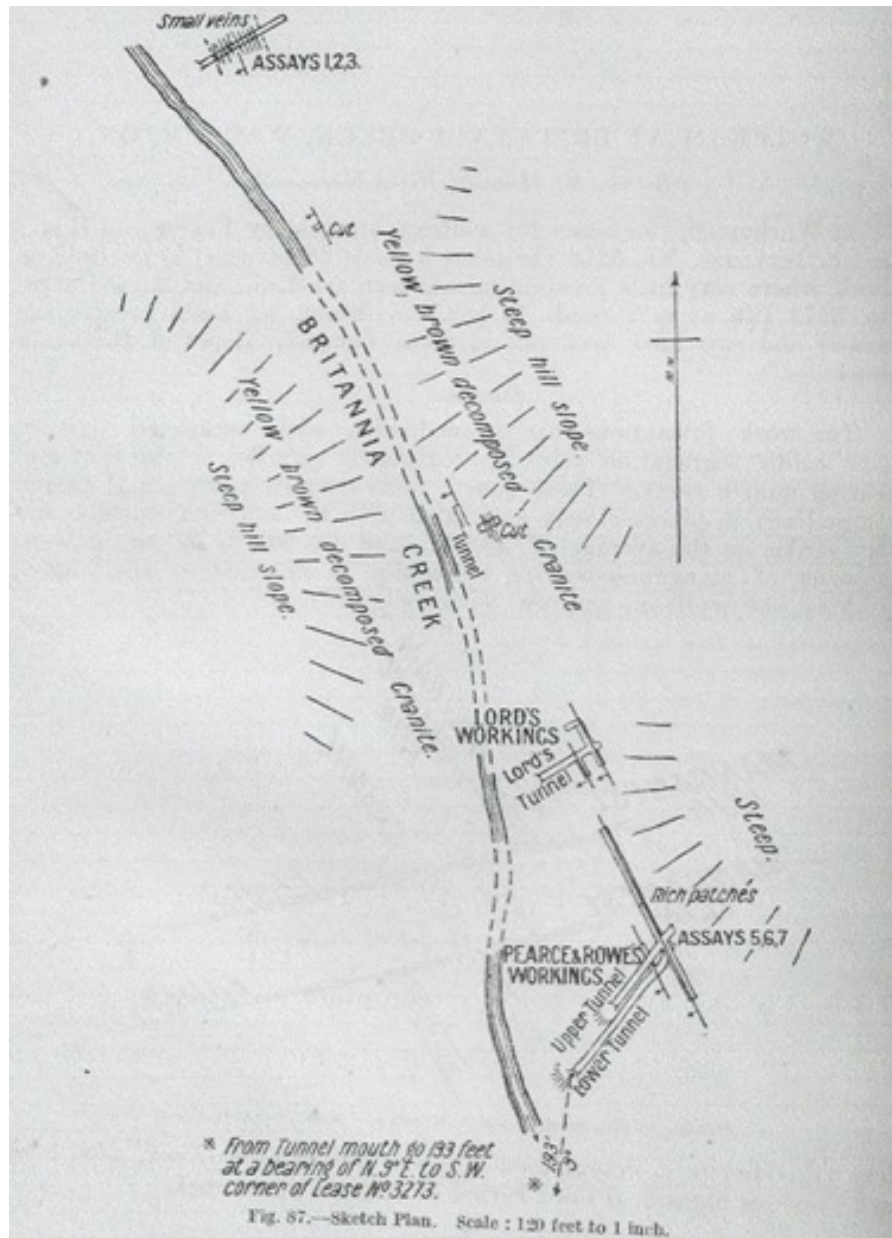 Small veins
ASSAYS 1,2,3.
Cut
Yellow, brown decomposed Granite
Steep hill slope
BRITANNIA CREEK
Yellow brown decomposed Granite.
Steep hill slope.
Tunnel
Cut
LORD'S
WORKINGS
Lord's
Tunnel
Steep.
Rich patches
ASSAYS 5,6,7
PEARCE & ROWES
WORKINGS
Upper Tunnel
Lower Tunnel
193'
* From Tunnel mouth go 193 feet
at a bearing of N.9°E. to S.W.
corner of Lease No 3273.
Fig. 87.—Sketch Plan. Scale : 120 feet to 1 inch.